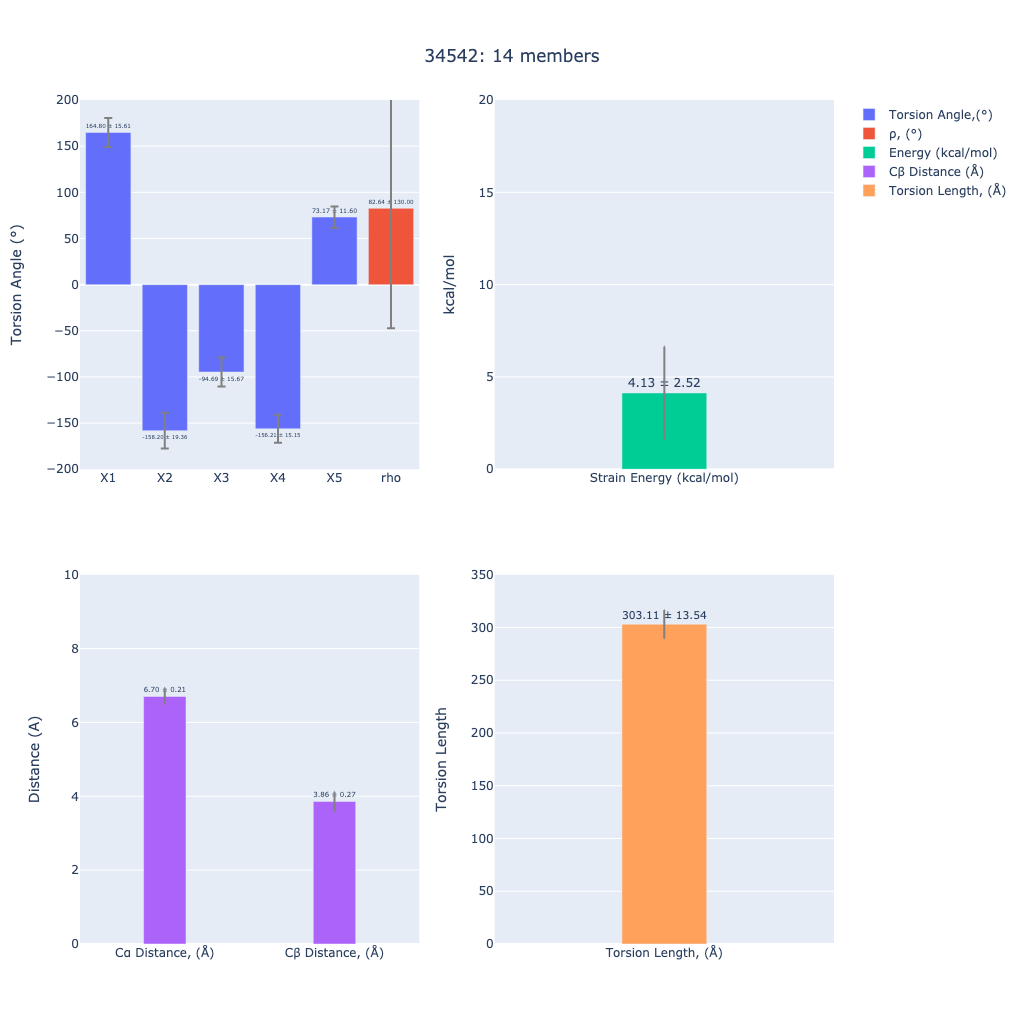 34542: 14 members
Torsion Angle (°)
200
150
100
50
0
−50
−100
−150
−200
164.80 ± 15.61
-158.20 ± 19.36
-94.69 ± 15.67
-156.21 ± 15.15
73.17 ± 11.60
82.64 ± 130.00
X1 X2 X3 X4 X5 rho
kcal/mol
20
15
10
5
0
4.13 ± 2.52
Strain Energy (kcal/mol)
Torsion Angle,(°)
ρ, (°)
Energy (kcal/mol)
Cβ Distance (Å)
Torsion Length, (Å)
Distance (A)
10
8
6
4
2
0
6.70 ± 0.21
3.86 ± 0.27
Cα Distance, (Å) Cβ Distance, (Å)
Torsion Length
350
300
250
200
150
100
50
0
303.11 ± 13.54
Torsion Length, (Å)